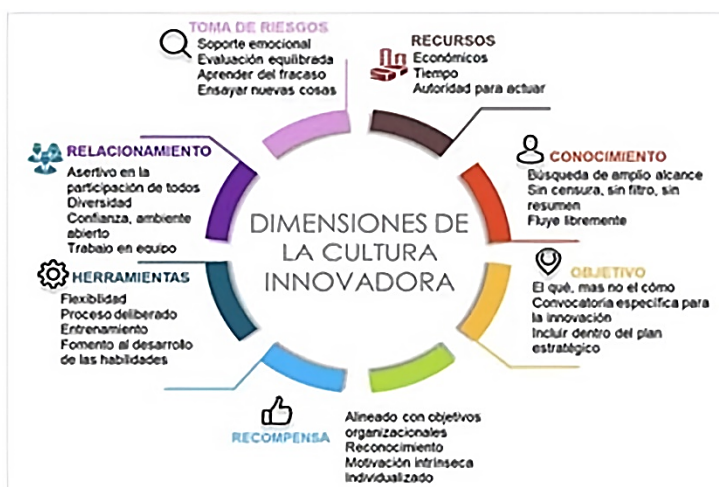 TOMA DE RIESGOS
Soporte emocional
Evaluación equilibrada
Aprender del fracaso
Ensayar nuevas cosas
RECURSOS
Económicos
Tiempo
Autoridad para actuar
RELACIONAMIENTO
Asertivo en la
participación de todos
Diversidad
Confianza, ambiente
abierto
Trabajo en equipo
CONOCIMIENTO
Búsqueda de amplio alcance
Sin censura, sin filtro, sin
resumen
Fluye libremente
DIMENSIONES DE
LA CULTURA
INNOVADORA
HERRAMIENTAS
Flexibilidad
Proceso deliberado
Entrenamiento
Fomento al desarrollo
de las habilidades
OBJETIVO
El qué, mas no el cómo
Convocatoria específica para
la innovación
Incluir dentro del plan
estratégico
RECOMPENSA
Alineado con objetivos
organizacionales
Reconocimiento
Motivación intrínseca
Individualizado